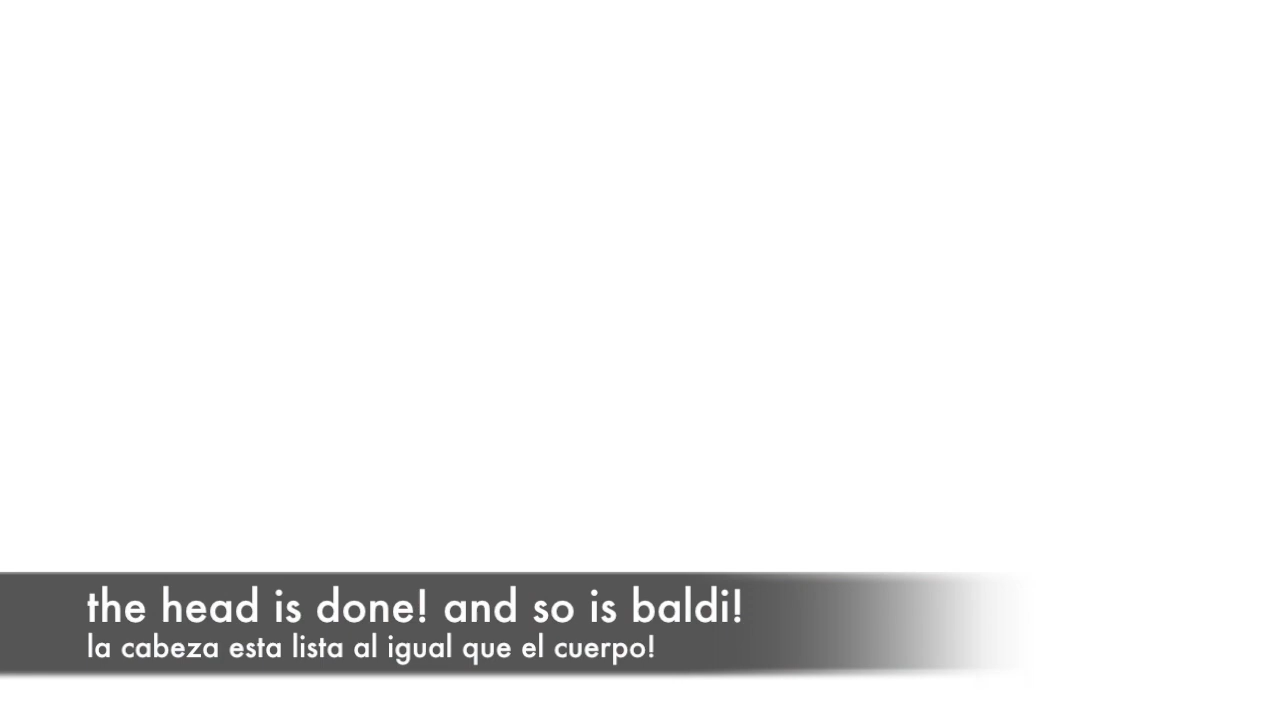 the head is done! and so is baldi!
la cabeza esta lista al igual que el cuerpo!